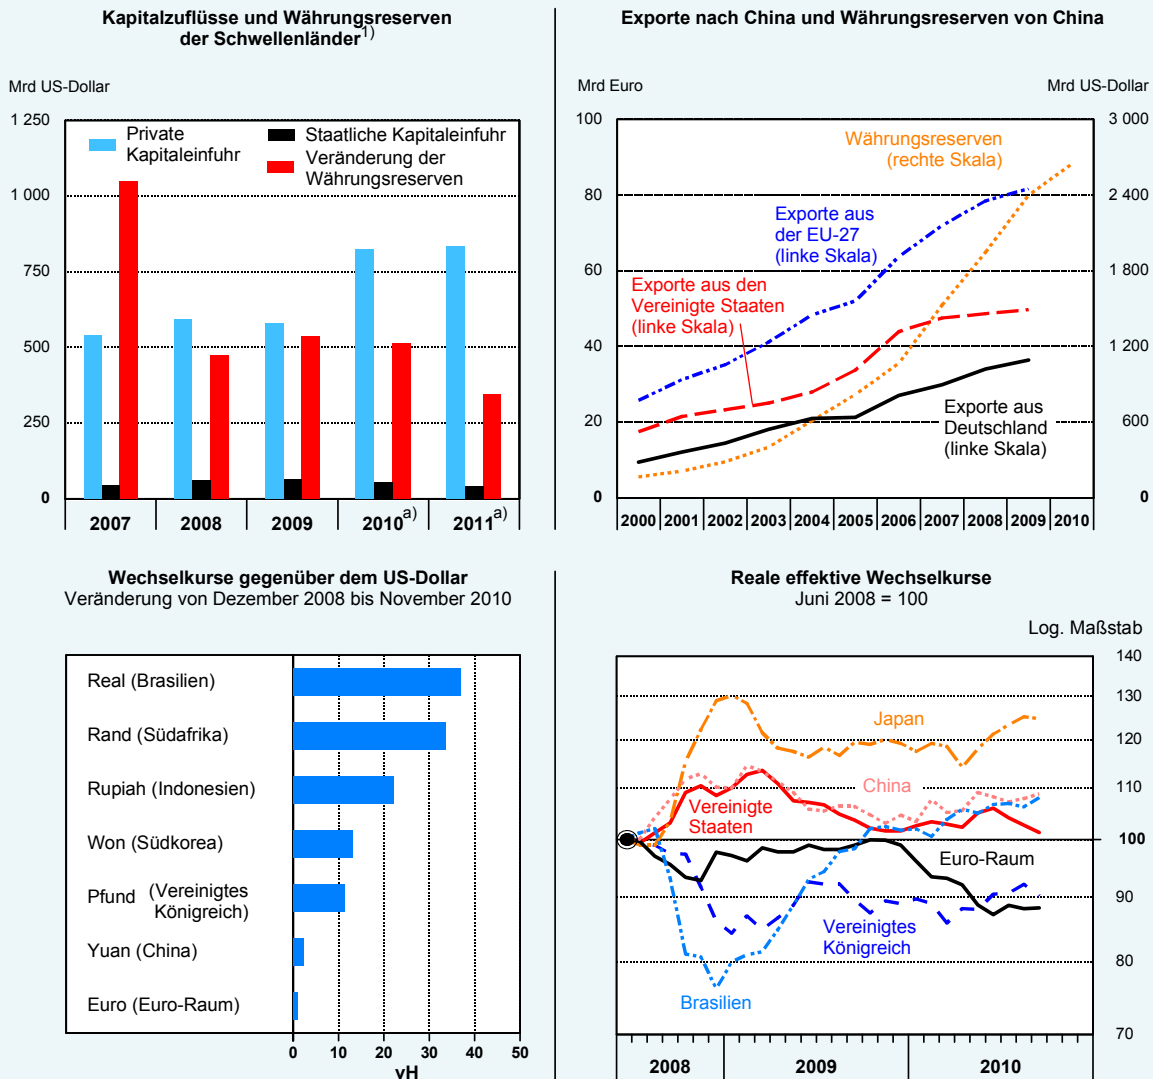 Kapitalzuflüsse und Währungsreserven
der Schwellenländer1)
Mrd US-Dollar
1 250
1 000
750
500
250
0
Private
Kapitaleinfuhr
Staatliche Kapitaleinfuhr
Veränderung der
Währungsreserven
2007 2008 2009 2010a) 2011a)
Exporte nach China und Währungsreserven von China
Mrd Euro
Mrd US-Dollar
100
80
60
40
20
0
3 000
2 400
1 800
1 200
600
0
Währungsreserven
(rechte Skala)
Exporte aus
der EU-27
(linke Skala)
Exporte aus den
Vereinigte Staaten
(linke Skala)
Exporte aus
Deutschland
(linke Skala)
2000 2001 2002 2003 2004 2005 2006 2007 2008 2009 2010
Wechselkurse gegenüber dem US-Dollar
Veränderung von Dezember 2008 bis November 2010
Real (Brasilien)
Rand (Südafrika)
Rupiah (Indonesien)
Won (Südkorea)
Pfund (Vereinigtes
Königreich)
Yuan (China)
Euro (Euro-Raum)
0 10 20 30 40 50
vH
Reale effektive Wechselkurse
Juni 2008 = 100
Log. Maßstab
140
130
120
110
100
90
80
70
Japan
China
Vereinigte
Staaten
Euro-Raum
Vereinigtes
Königreich
Brasilien
2008 2009 2010